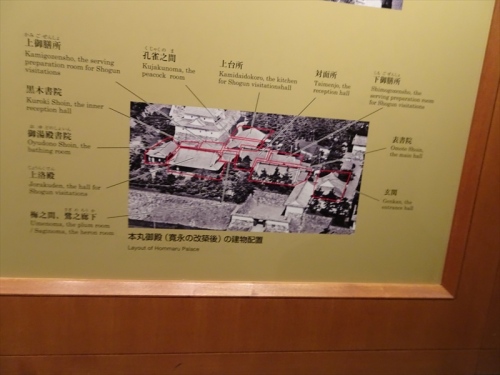 上御膳所
Kamigozensho, the serving
preparation room for Shogun
visitations
孔雀之間
Kujakunoma, the
peacock room
上台所
Kamidaidokoro, the kitchen
for Shogun visitationshall
対面所
Taimenjo, the
reception hall
下御膳所
Shimogozensho, the
serving preparation room
for Shogun visitations
黒木書院
Kuroki Shoin, the inner
reception hall
御湯殿書院
Oyudono Shoin, the
bathing room
上洛殿
Jorakuden, the hall for
Shogun visitations
梅之間、鷺之廊下
Umenoma, the plum room
/ Saginoma, the heron room
表書院
Omote Shoin,
the main hall
玄関
Genkan, the
entrance hall
本丸御殿(寛永の改築後)の建物配置
Layout of Hommaru Palace